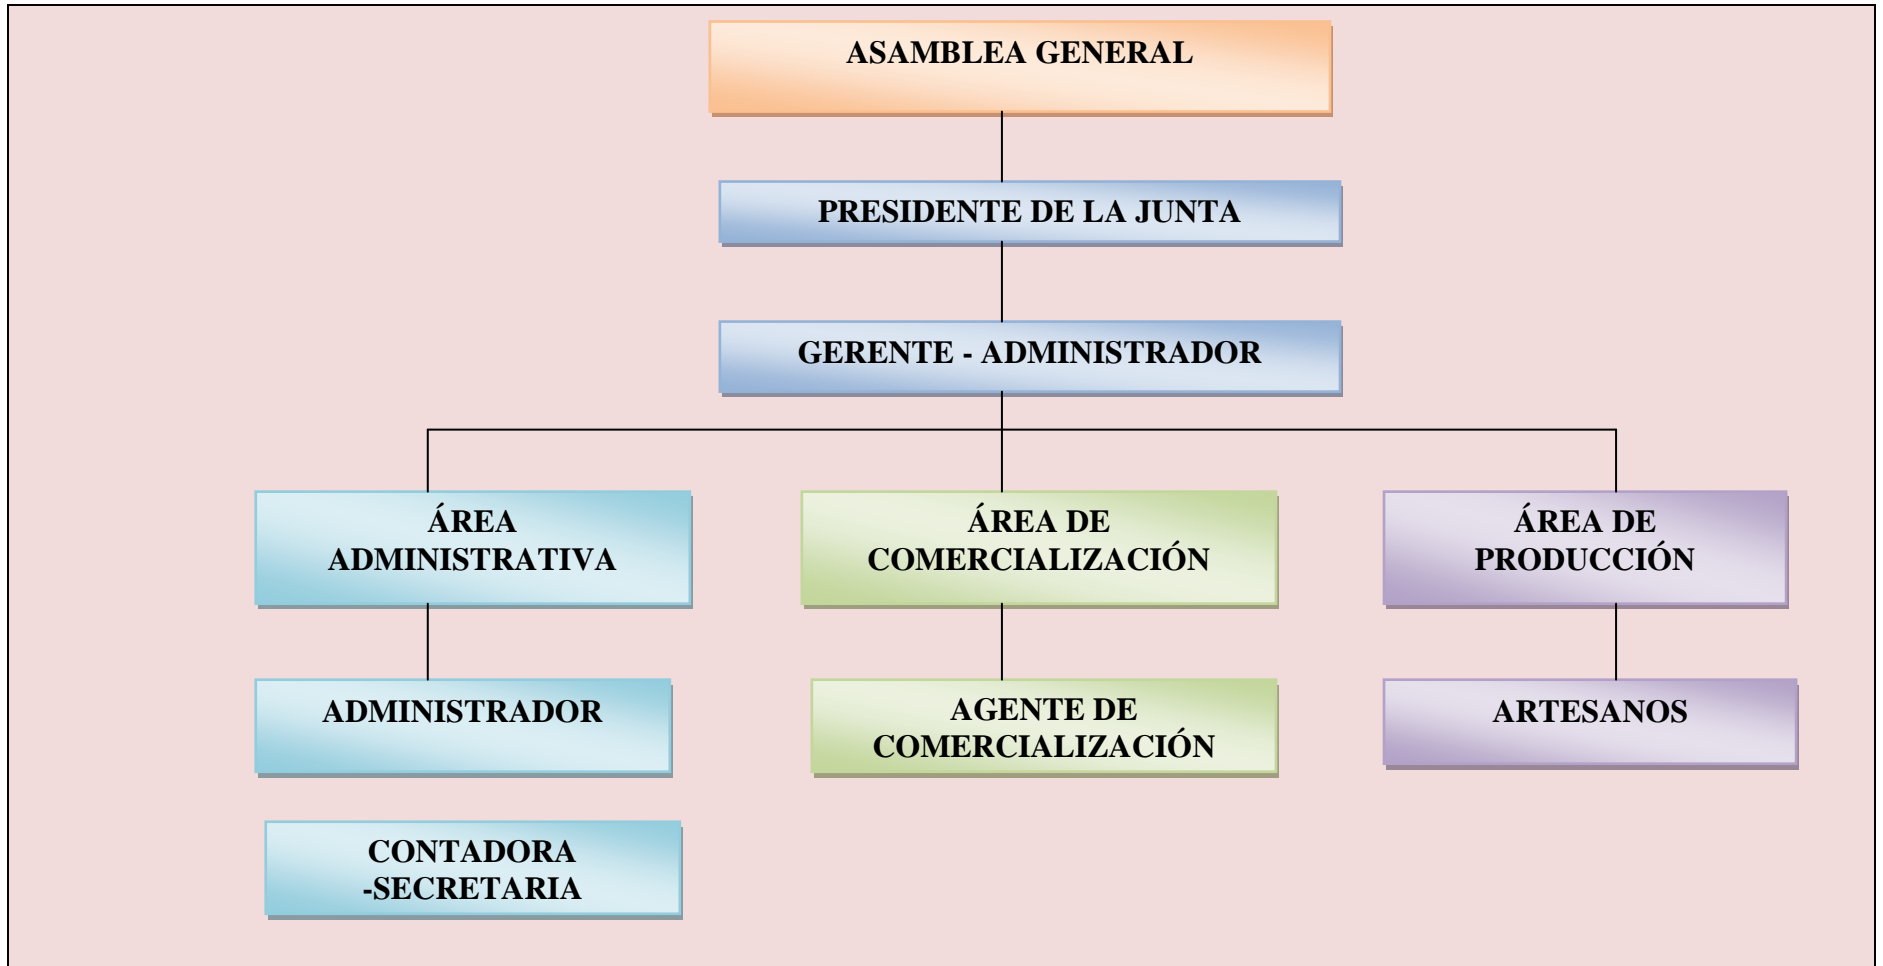 ASAMBLEA GENERAL
PRESIDENTE DE LA JUNTA
GERENTE - ADMINISTRADOR
ÁREA
ADMINISTRATIVA
ÁREA DE
COMERCIALIZACIÓN
ÁREA DE
PRODUCCIÓN
ADMINISTRADOR
AGENTE DE
COMERCIALIZACIÓN
ARTESANOS
CONTADORA
-SECRETARIA